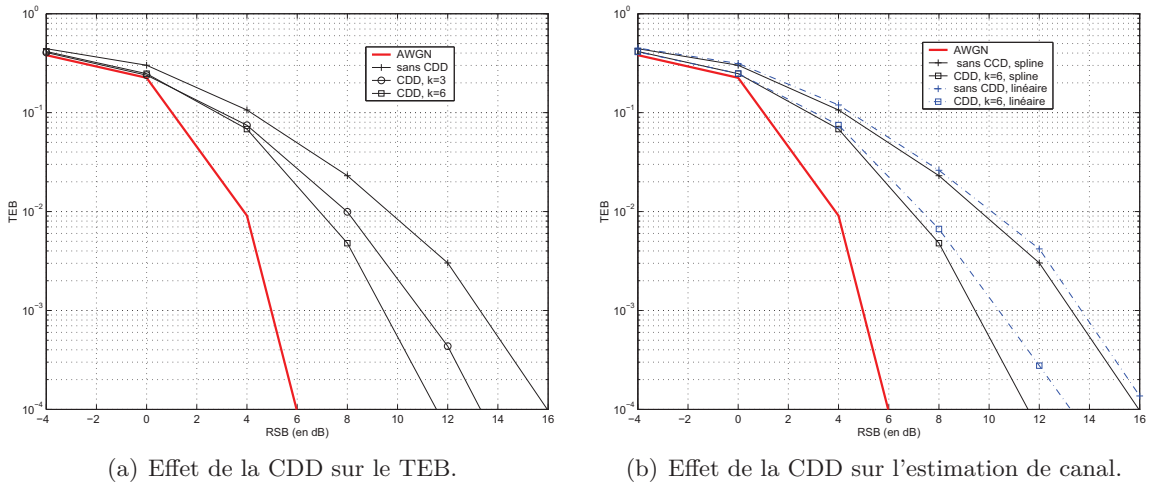 10⁰
10⁻¹
10⁻²
10⁻³
10⁻⁴
TEB
−4 −2 0 2 4 6 8 10 12 14 16
RSB (en dB)
AWGN
sans CDD
CDD, k=3
CDD, k=6
(a) Effet de la CDD sur le TEB.
10⁰
10⁻¹
10⁻²
10⁻³
10⁻⁴
TEB
−4 −2 0 2 4 6 8 10 12 14 16
RSB (en dB)
AWGN
sans CCD, spline
CDD, k=6, spline
sans CDD, linéaire
CDD, k=6, linéaire
(b) Effet de la CDD sur l'estimation de canal.